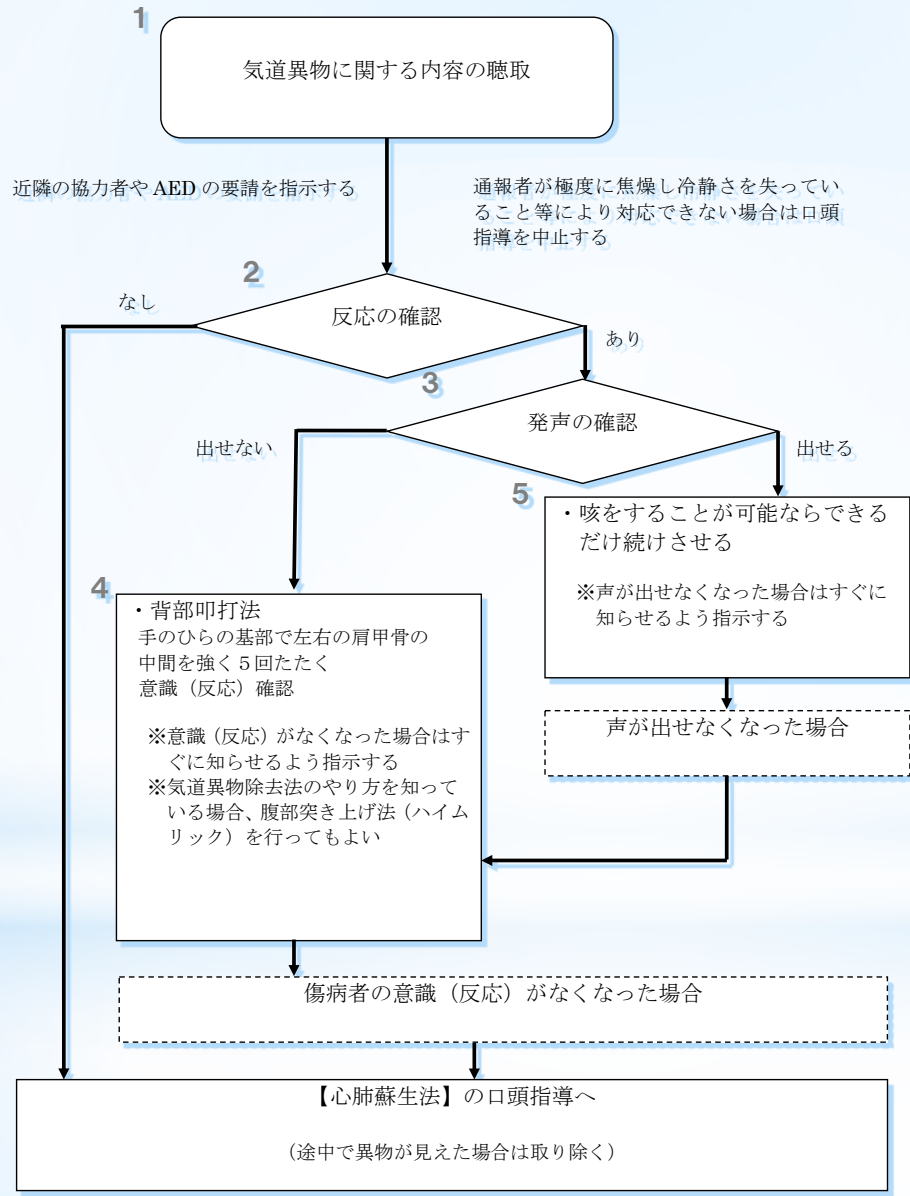 1
気道異物に関する内容の聴取
近隣の協力者や AED の要請を指示する
通報者が極度に焦燥し冷静さを失ってい
ること等により対応できない場合は口頭
指導を中止する
2
反応の確認
なし
あり
3
発声の確認
出せない
出せる
5
・咳をすることが可能ならできる
だけ続けさせる
※声が出せなくなった場合はすぐに
知らせるよう指示する
4
・背部叩打法
手のひらの基部で左右の肩甲骨の
中間を強く5回たたく
意識（反応）確認
※意識（反応）がなくなった場合はす
ぐに知らせるよう指示する
※気道異物除去法のやり方を知って
いる場合、腹部突き上げ法（ハイム
リック）を行ってもよい
声が出せなくなった場合
傷病者の意識（反応）がなくなった場合
【心肺蘇生法】の口頭指導へ
（途中で異物が見えた場合は取り除く）